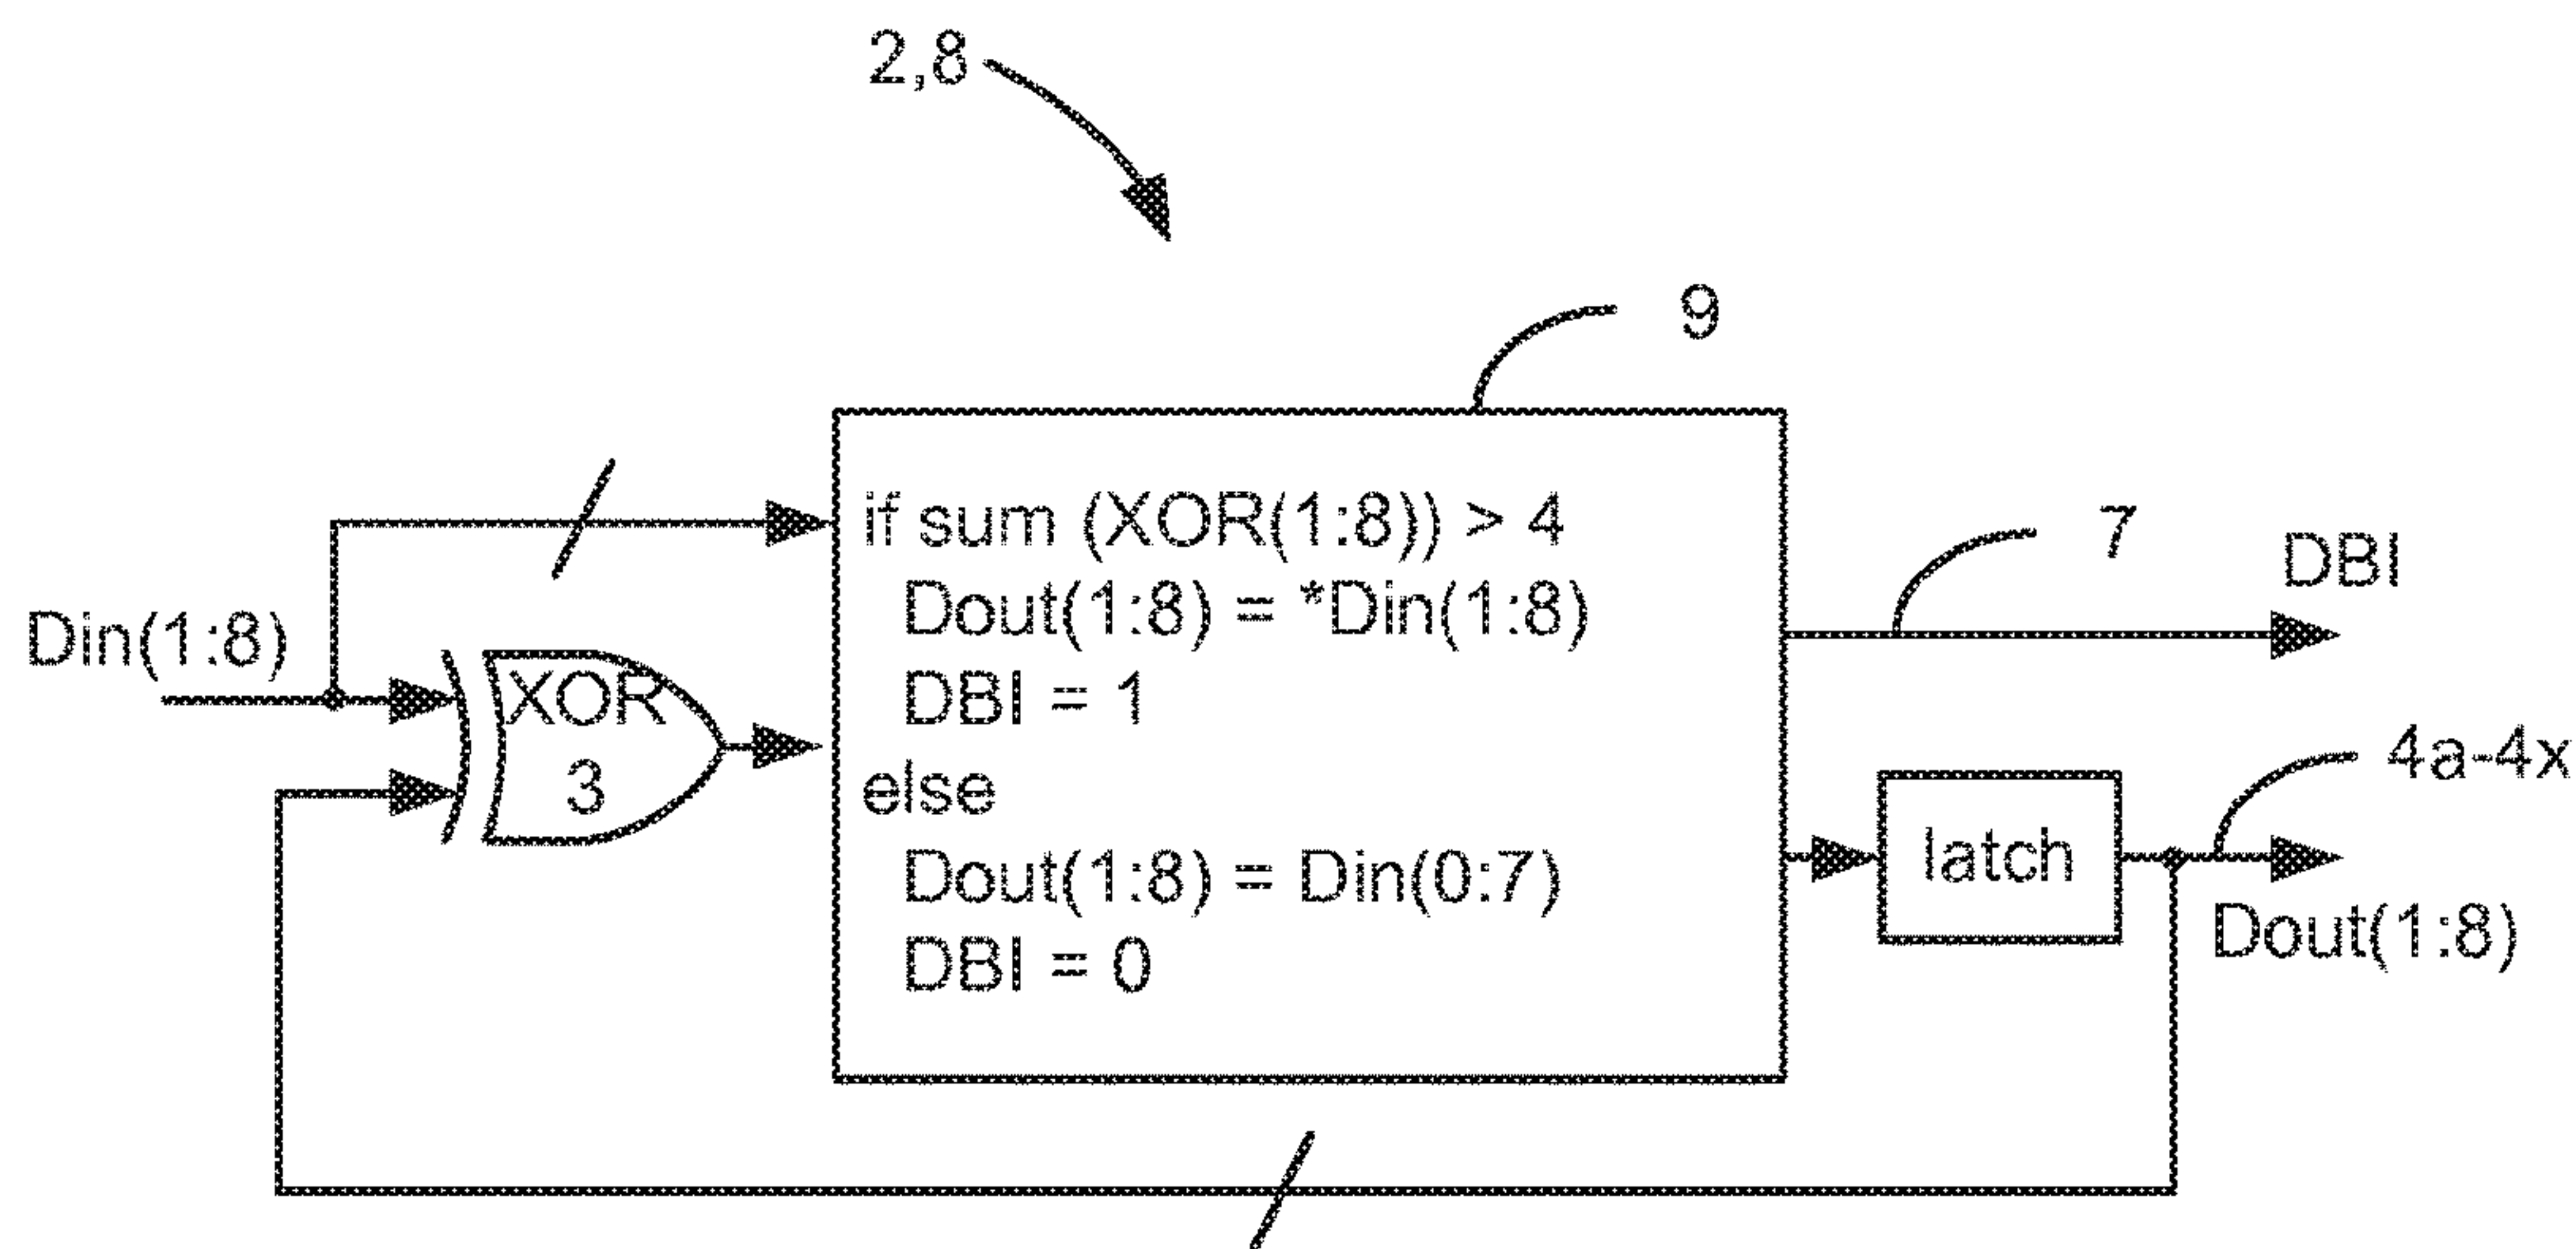 2,8
9
if sum (XOR(1:8)) > 4
Dout(1:8) = *Din(1:8)
DBI = 1
else
Dout(1:8) = Din(0:7)
DBI = 0
Din(1:8)
XOR
3
7
DBI
latch
4a-4x
Dout(1:8)